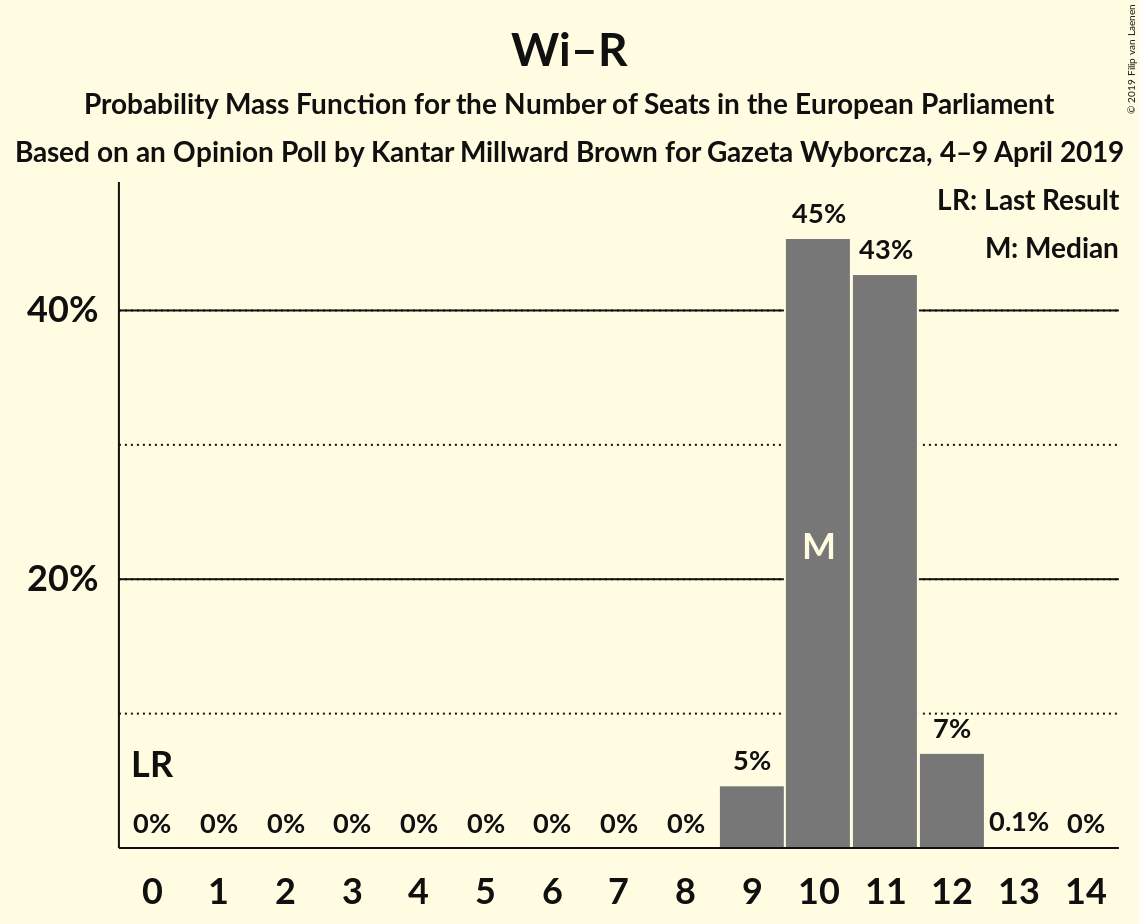 Wi–R
Probability Mass Function for the Number of Seats in the European Parliament
Based on an Opinion Poll by Kantar Millward Brown for Gazeta Wyborcza, 4–9 April 2019
© 2019 Filip van Laenen
LR: Last Result
M: Median
45%
43%
40%
M
20%
7%
5%
LR
0% 0% 0% 0% 0% 0% 0% 0% 0% 0.1% 0%
0 1 2 3 4 5 6 7 8 9 10 11 12 13 14